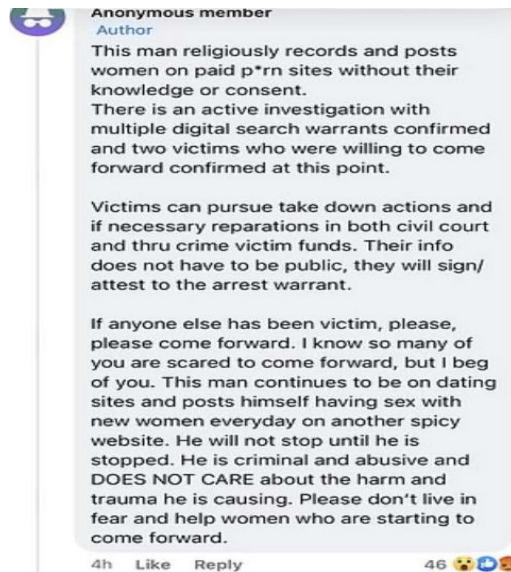 Anonymous member
Author
This man religiously records and posts
women on paid p*rn sites without their
knowledge or consent.
There is an active investigation with
multiple digital search warrants confirmed
and two victims who were willing to come
forward confirmed at this point.
Victims can pursue take down actions and
if necessary reparations in both civil court
and thru crime victim funds. Their info
does not have to be public, they will sign/
attest to the arrest warrant.
If anyone else has been victim, please,
please come forward. I know so many of
you are scared to come forward, but I beg
of you. This man continues to be on dating
sites and posts himself having sex with
new women everyday on another spicy
website. He will not stop until he is
stopped. He is criminal and abusive and
DOES NOT CARE about the harm and
trauma he is causing. Please don't live in
fear and help women who are starting to
come forward.
4h Like Reply 46